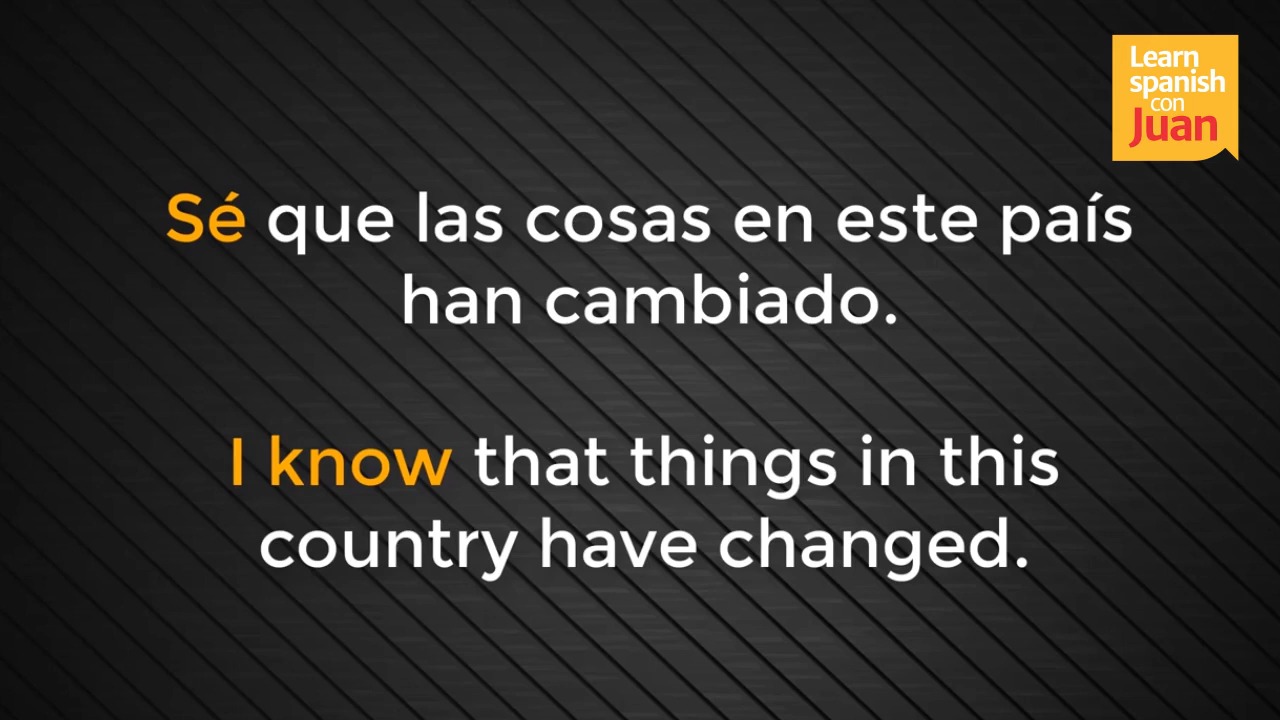 Learn
spanish
con
Juan
Sé que las cosas en este país
han cambiado.
I know that things in this
country have changed.